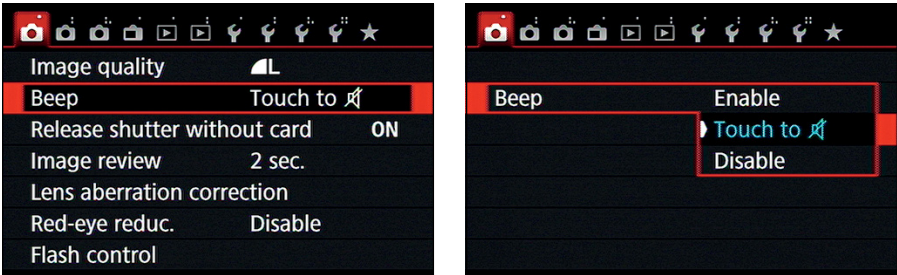 Image quality L
Beep Touch to
Release shutter without card ON
Image review 2 sec.
Lens aberration correction
Red-eye reduc. Disable
Flash control
Beep Enable
Touch to
Disable